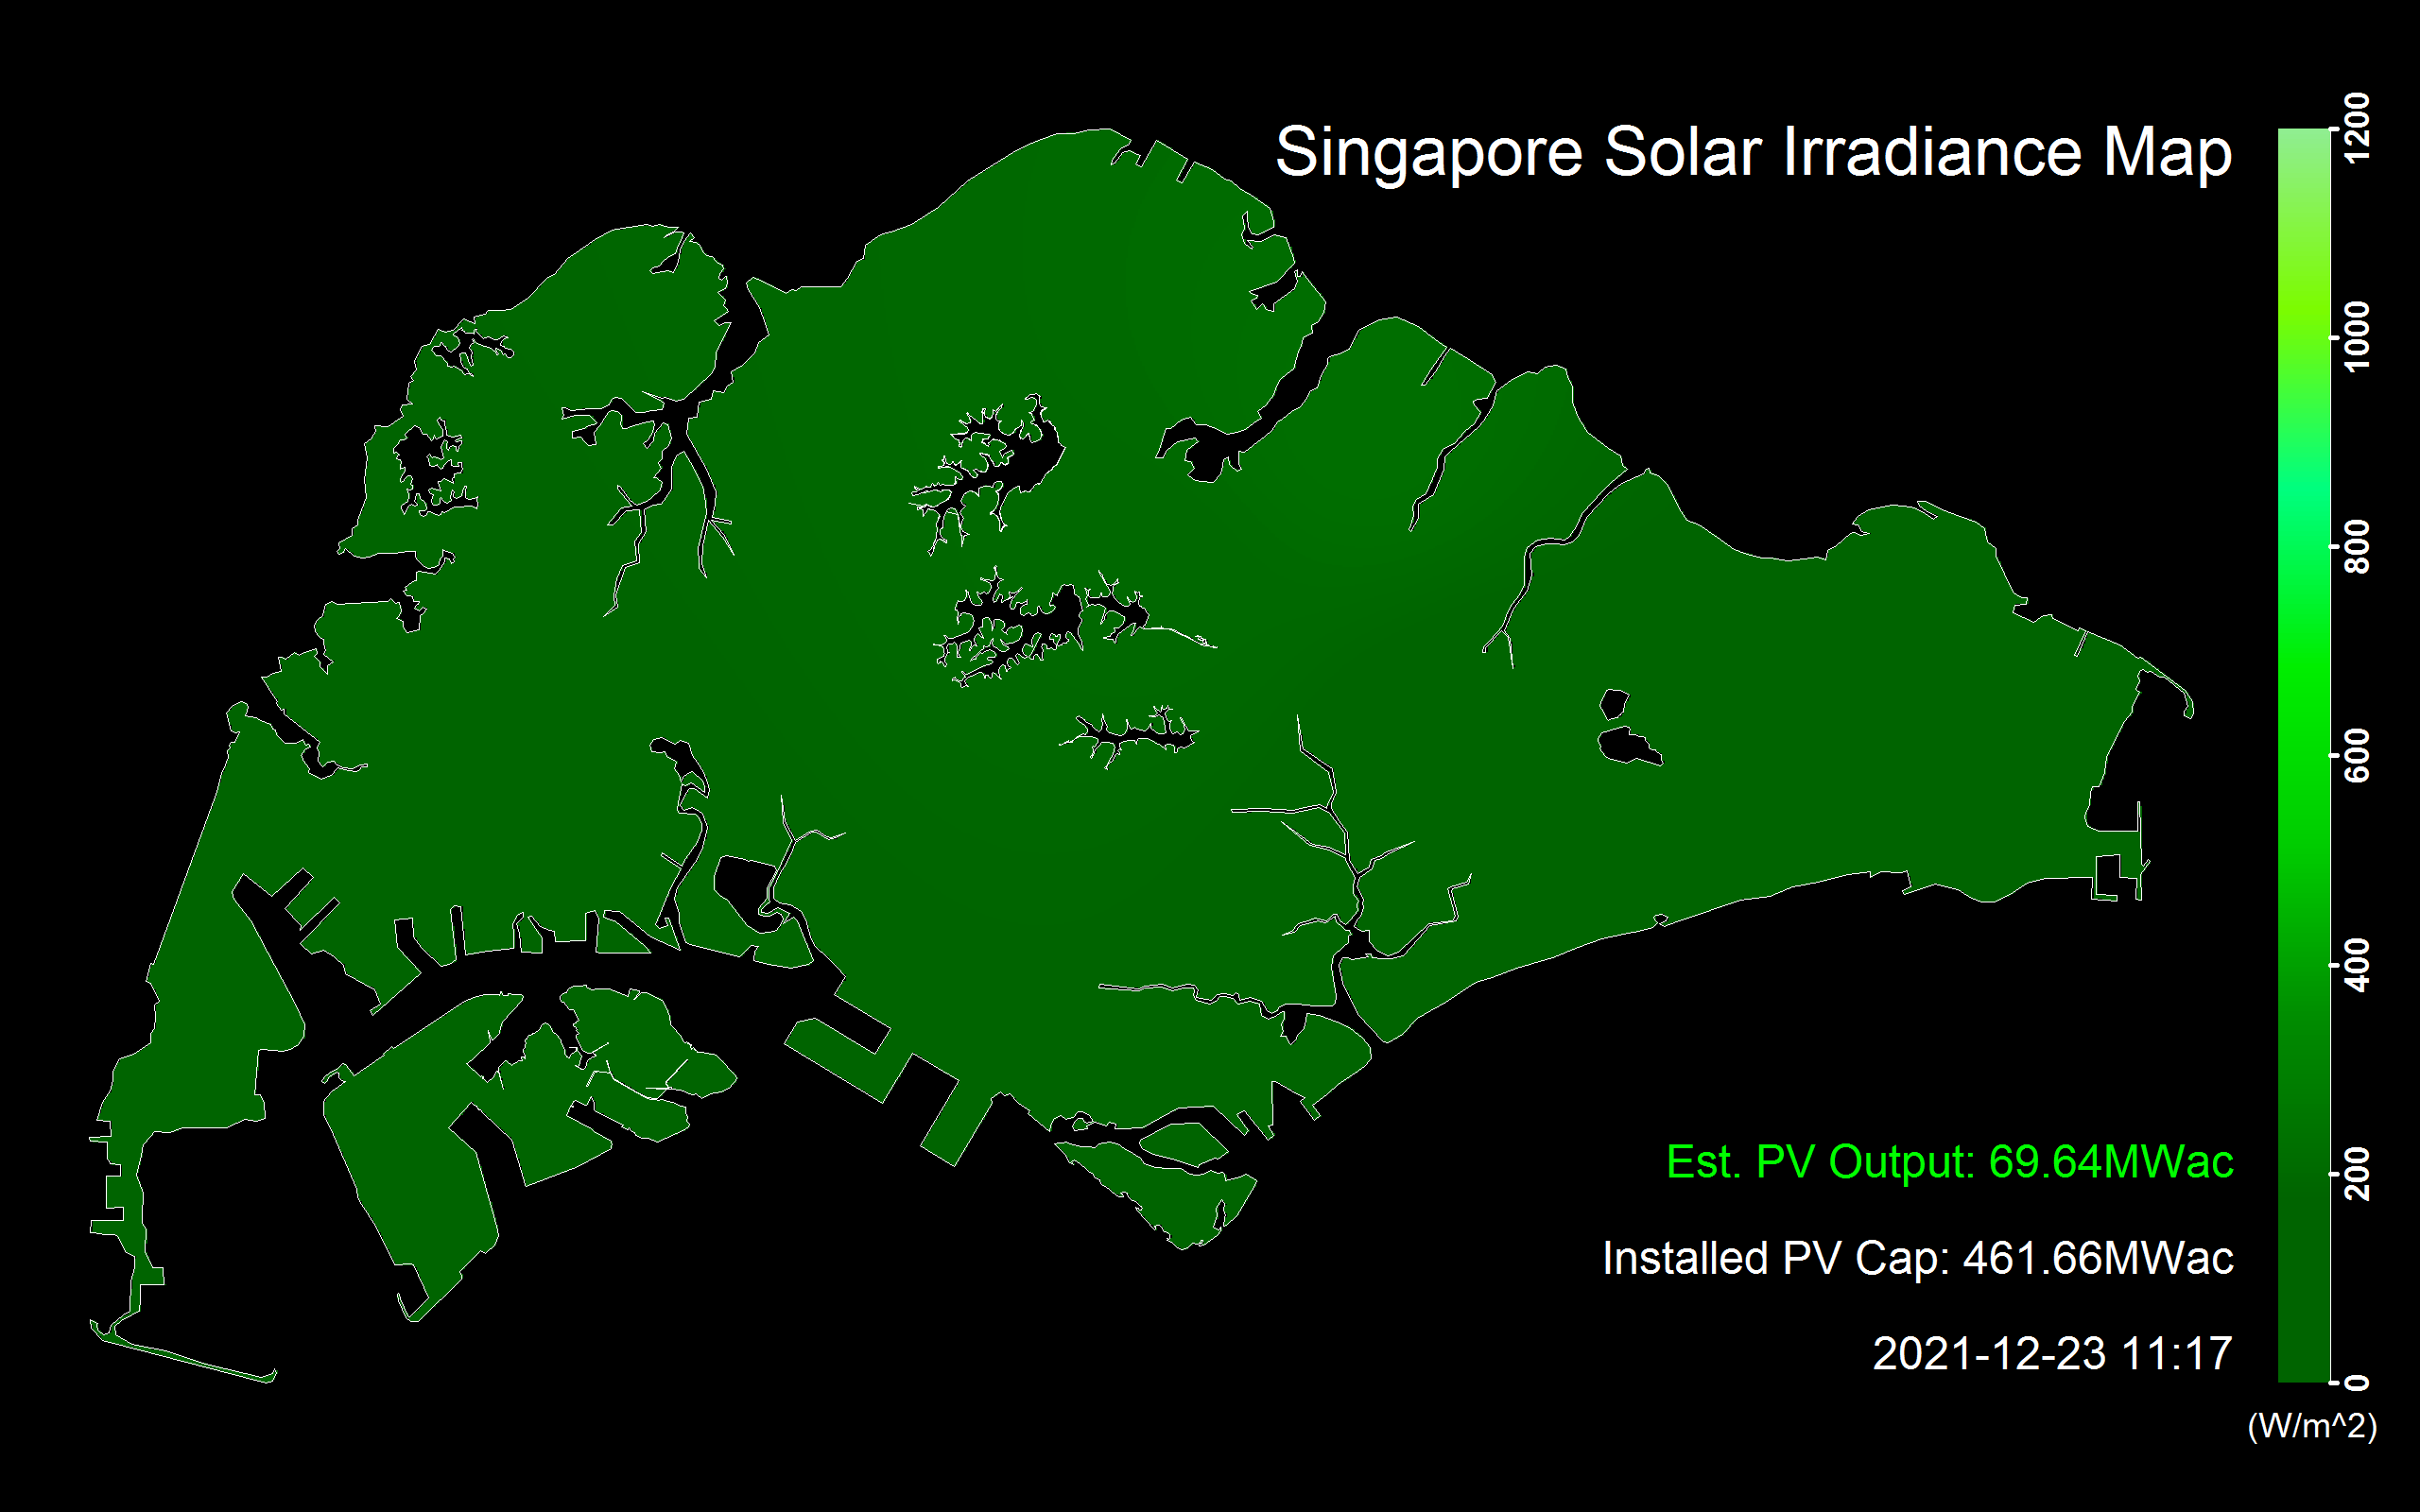 Singapore Solar Irradiance Map
1200
1000
800
600
400
200
0
(W/m^2)
Est. PV Output: 69.64MWac
Installed PV Cap: 461.66MWac
2021-12-23 11:17